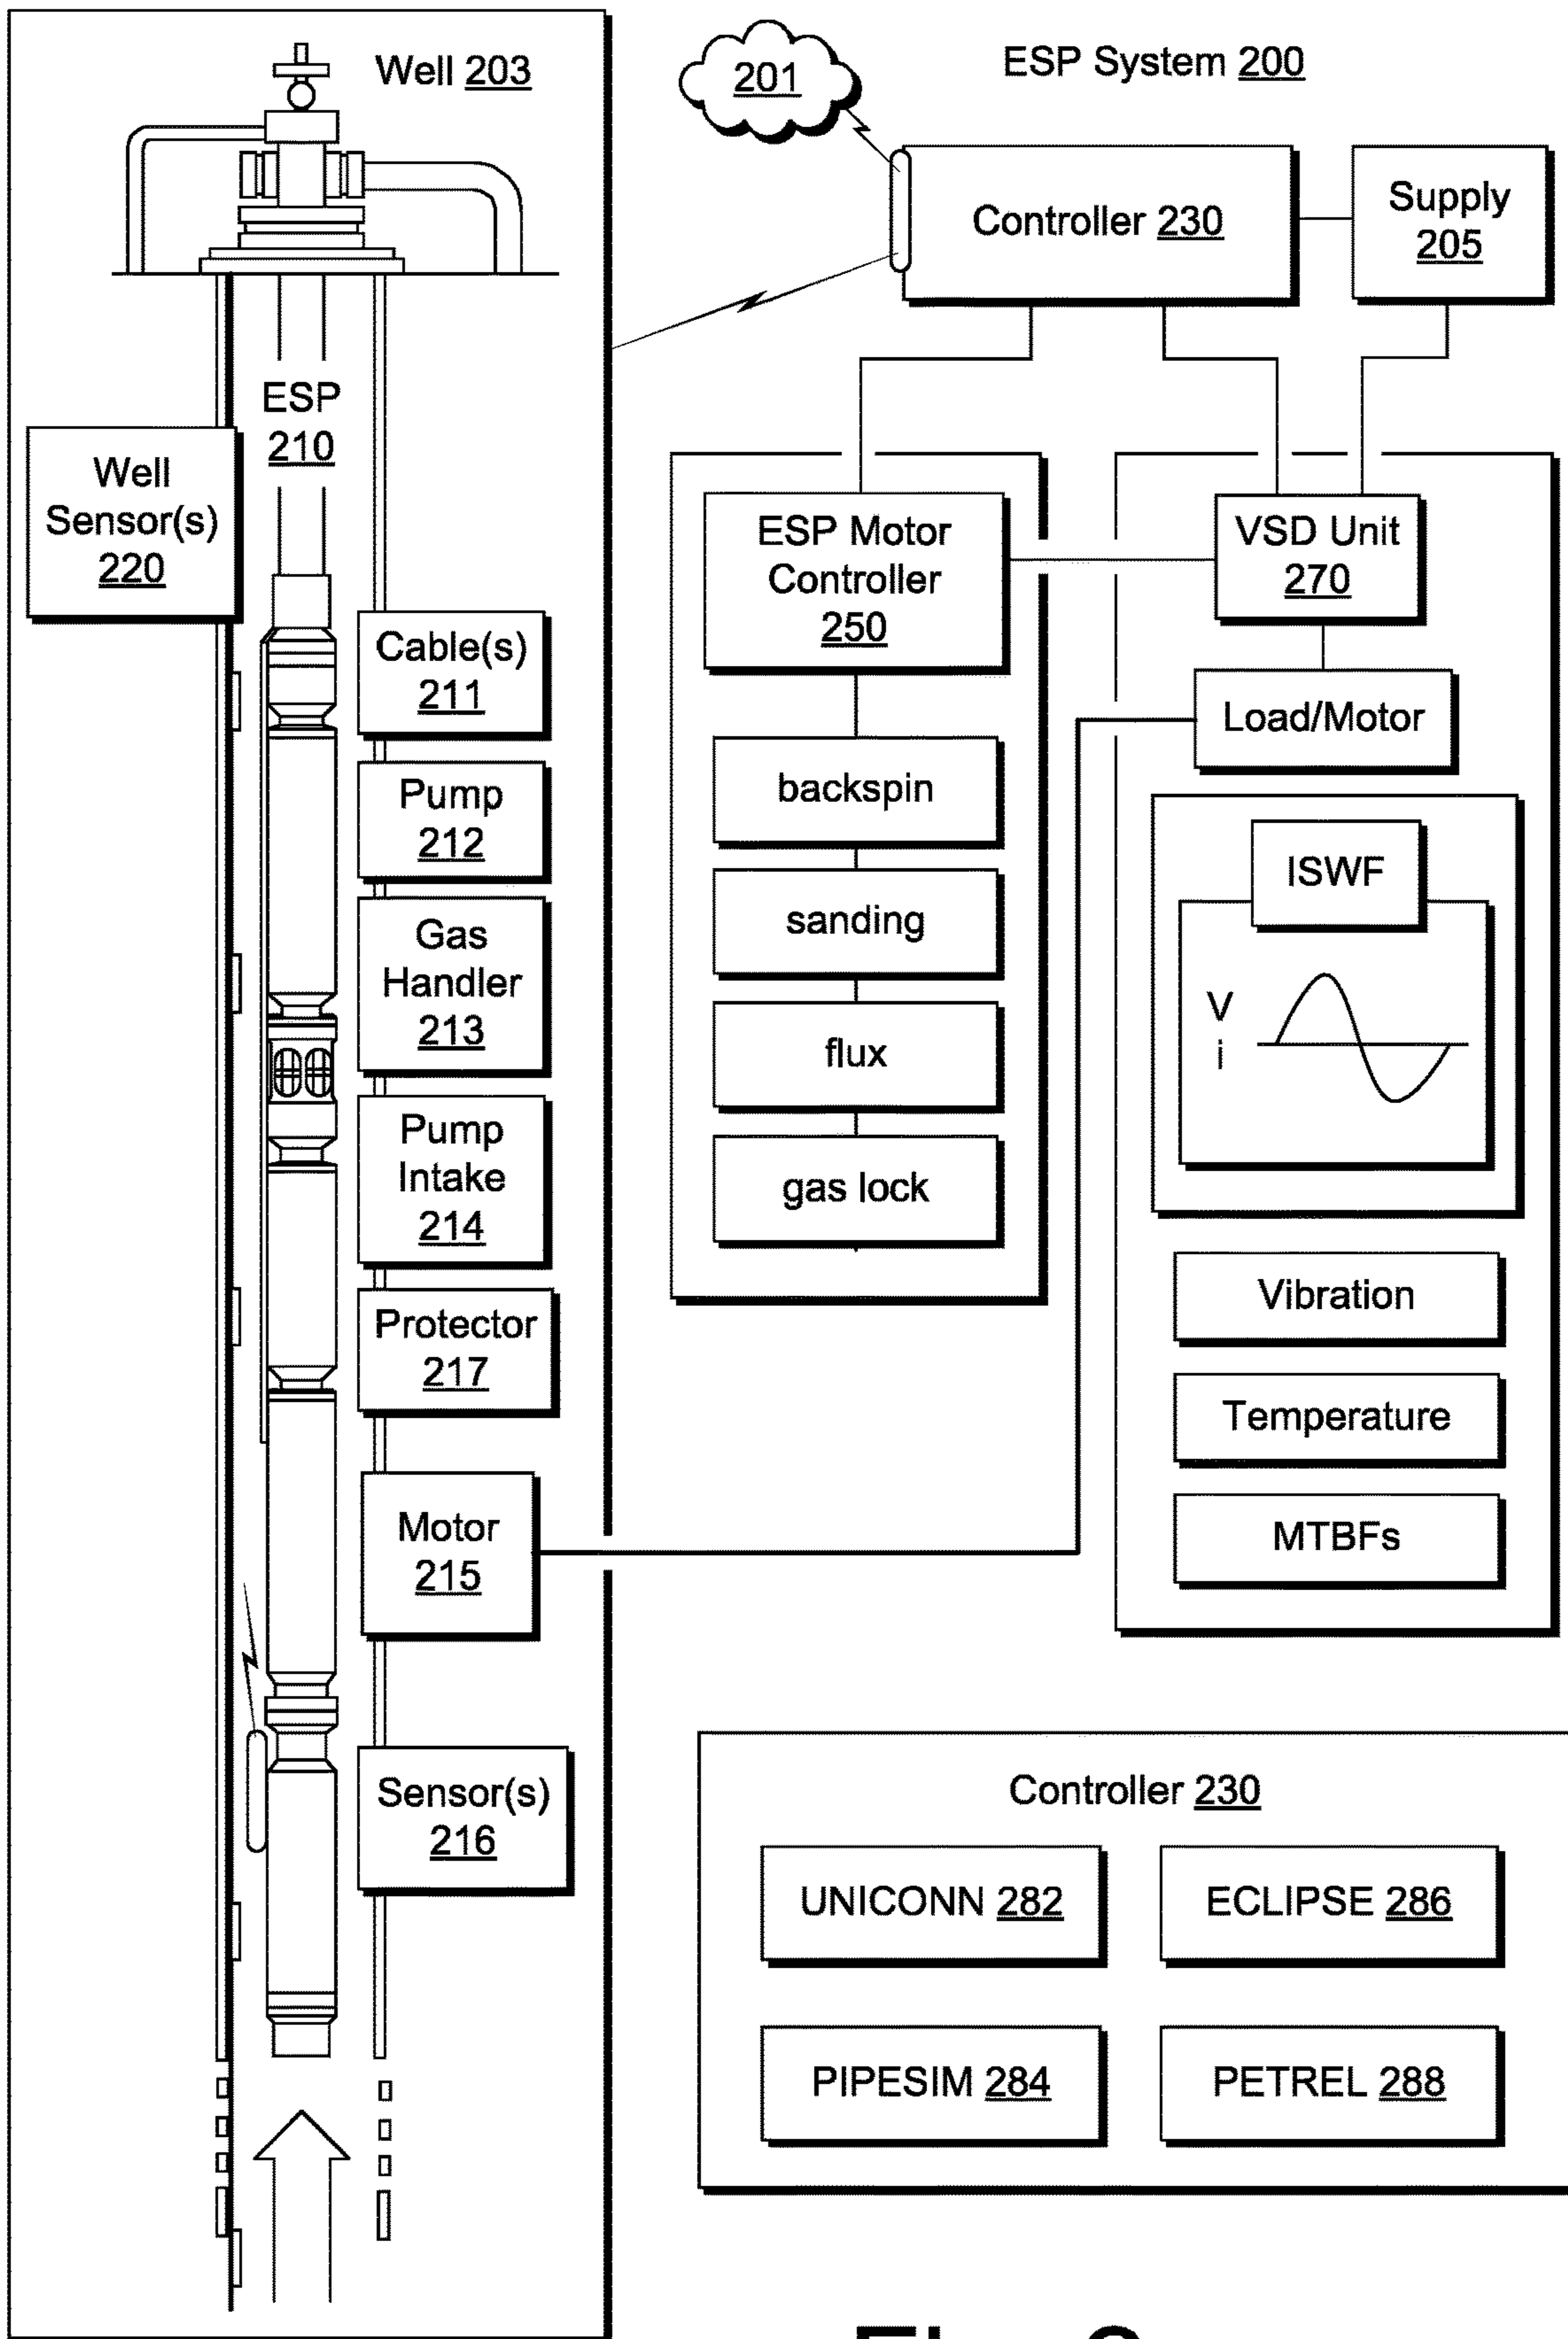 Well 203
ESP
210
Well
Sensor(s)
220
Cable(s)
211
Pump
212
Gas
Handler
213
Pump
Intake
214
Protector
217
Motor
215
Sensor(s)
216
201
ESP System 200
Controller 230
Supply
205
ESP Motor
Controller
250
backspin
sanding
flux
gas lock
VSD Unit
270
Load/Motor
ISWF
V
i
Vibration
Temperature
MTBFs
Controller 230
UNICONN 282
ECLIPSE 286
PIPESIM 284
PETREL 288